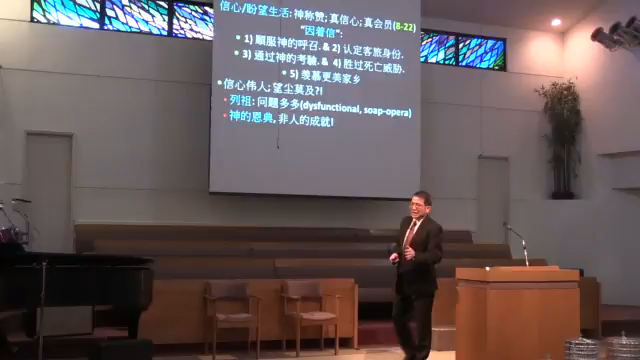 信心/盼望生活: 神称赞; 真信心; 真会员(8-22)
"因着信":
• 1) 顺服神的呼召. & 2) 认定客旅身份.
• 3) 通过神的考验. & 4) 胜过死亡威胁.
• 5) 羡慕更美家乡
• 信心伟人; 望尘莫及?!
• 列祖: 问题多多(dysfunctional, soap-opera)
• 神的恩典, 非人的成就!